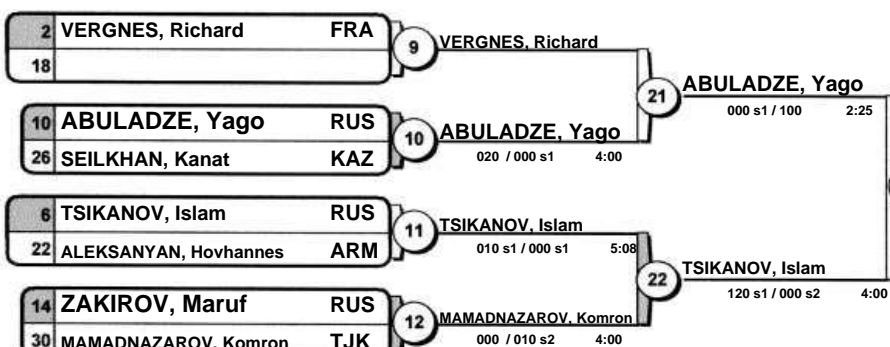 2 VERGNES, Richard FRA
18
9
VERGNES, Richard
10 ABULADZE, Yago RUS
26 SEILKHAN, Kanat KAZ
10
ABULADZE, Yago
020 / 000 s1 4:00
21
ABULADZE, Yago
000 s1 / 100 2:25
6 TSIKANOV, Islam RUS
22 ALEKSANYAN, Hovhannes ARM
11
TSIKANOV, Islam
010 s1 / 000 s1 5:08
14 ZAKIROV, Maruf RUS
30 MAMADNAZAROV, Komron TJK
12
MAMADNAZAROV, Komron
000 / 010 s2 4:00
22
TSIKANOV, Islam
120 s1 / 000 s2 4:00